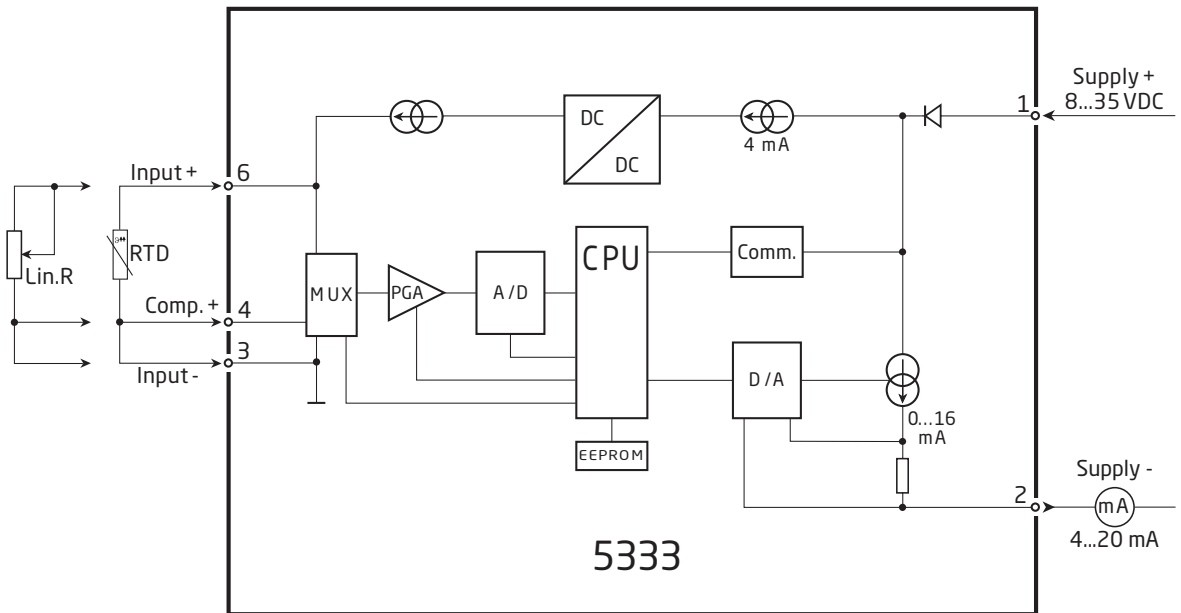 Supply +
1
8...35 VDC
DC
DC
4 mA
Input +
6
RTD
Lin.R
CPU
Comm.
MUX
PGA
A/D
Comp. +
4
3
Input -
D/A
0...16
mA
EEPROM
Supply -
2
mA
4...20 mA
5333